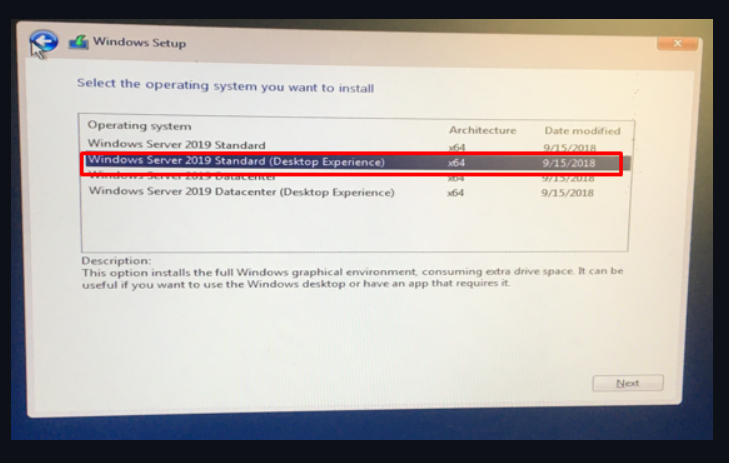 Windows Setup
Select the operating system you want to install
Operating system Architecture Date modified
Windows Server 2019 Standard x64 9/15/2018
Windows Server 2019 Standard (Desktop Experience) x64 9/15/2018
Windows Server 2019 Datacenter x64 9/15/2018
Windows Server 2019 Datacenter (Desktop Experience) x64 9/15/2018
Description:
This option installs the full Windows graphical environment, consuming extra drive space. It can be
useful if you want to use the Windows desktop or have an app that requires it.
Next